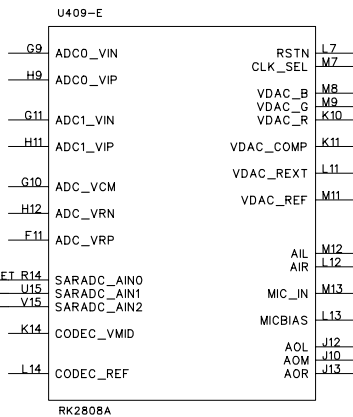 U409-E
G9 ADC0_VIN
H9 ADC0_VIP
G11 ADC1_VIN
H11 ADC1_VIP
G10 ADC_VCM
H12 ADC_VRN
F11 ADC_VRP
ET R14 SARADC_AIN0
U15 SARADC_AIN1
V15 SARADC_AIN2
K14 CODEC_VMID
L14 CODEC_REF
RSTN L7
CLK_SEL M7
VDAC_B M8
VDAC_G M9
VDAC_R K10
VDAC_COMP K11
VDAC_REXT L11
VDAC_REF M11
AIL M12
AIR L12
MIC_IN M13
MICBIAS L13
AOL J12
AOM J10
AOR J13
RK2808A